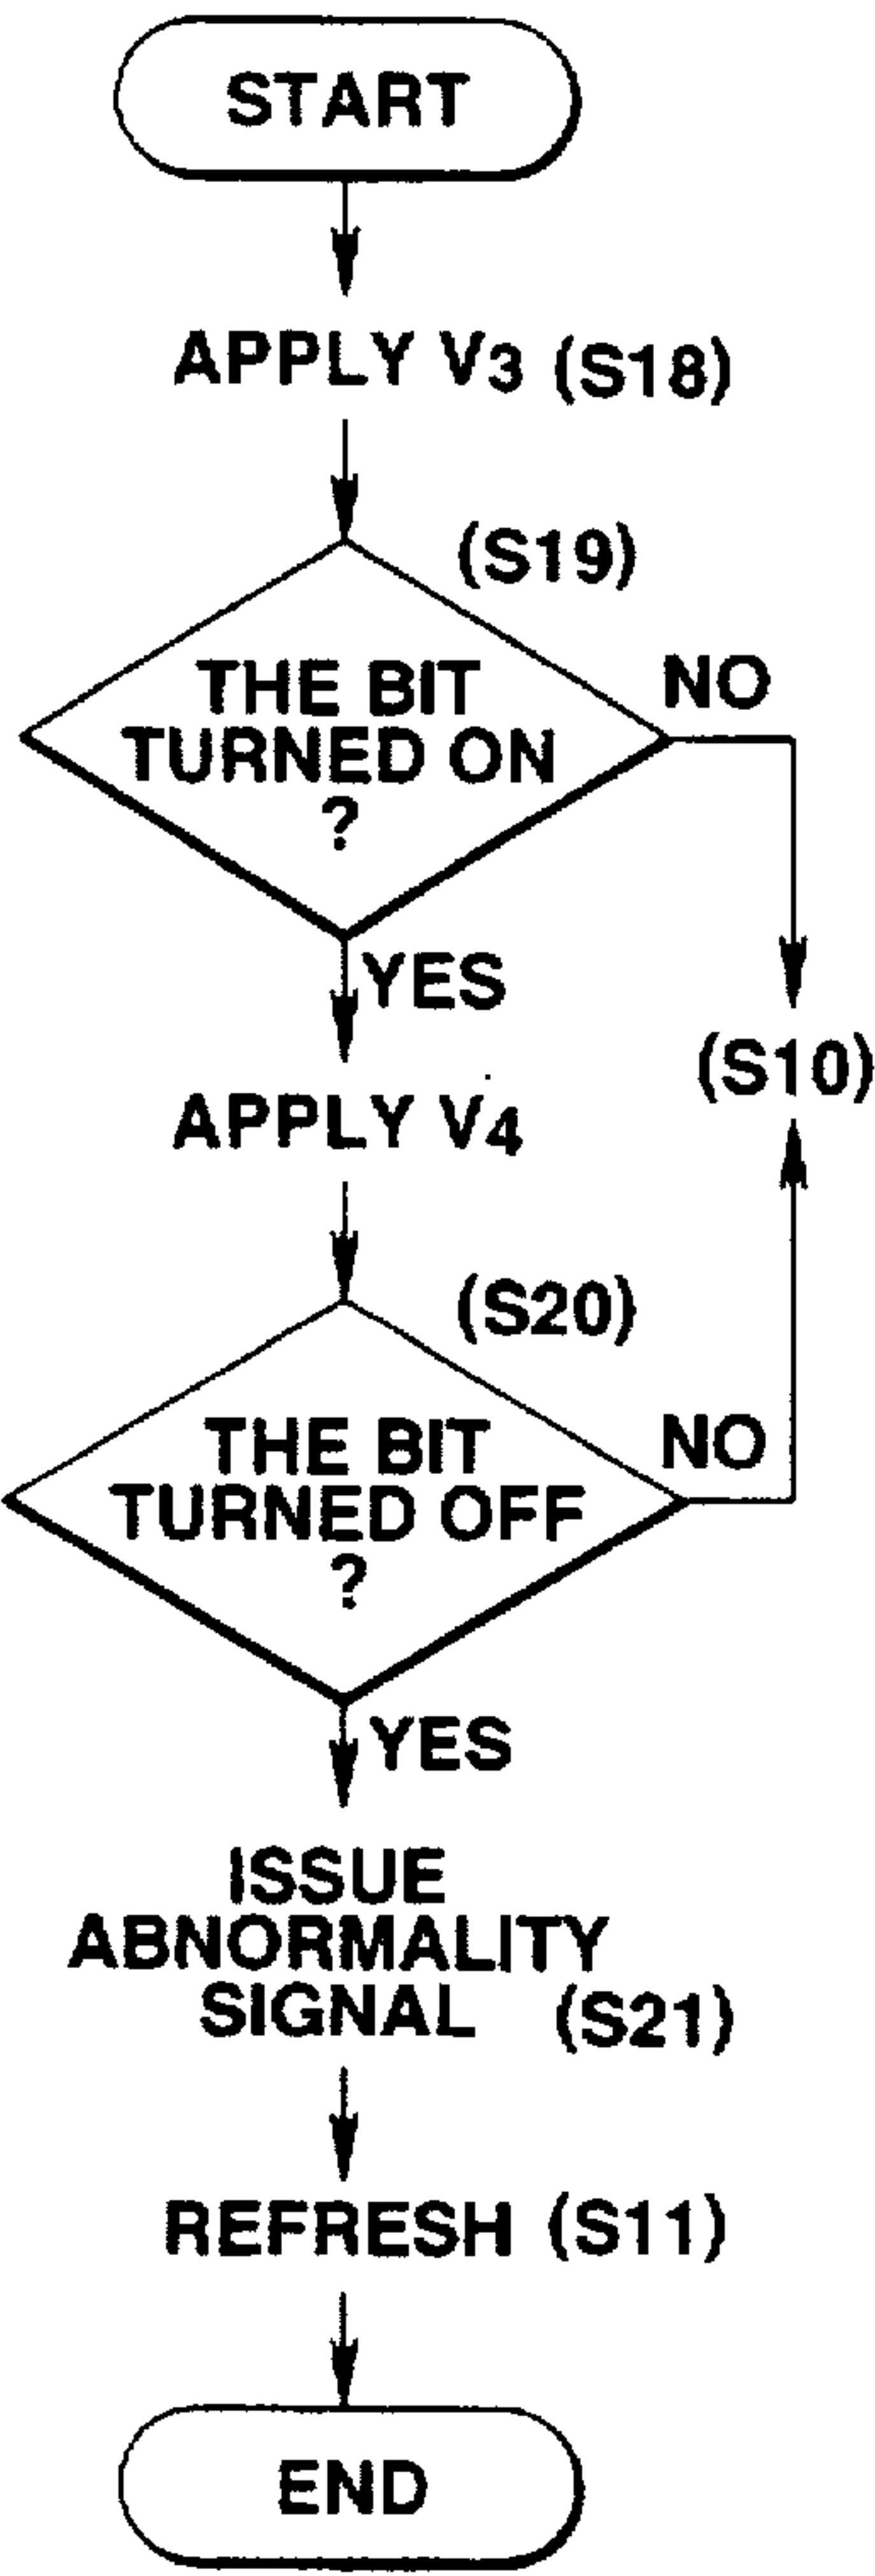 START
APPLY V3 (S18)
(S19)
THE BIT
TURNED ON
?
NO
YES
(S10)
APPLY V4
(S20)
THE BIT
TURNED OFF
?
NO
YES
ISSUE
ABNORMALITY
SIGNAL (S21)
REFRESH (S11)
END